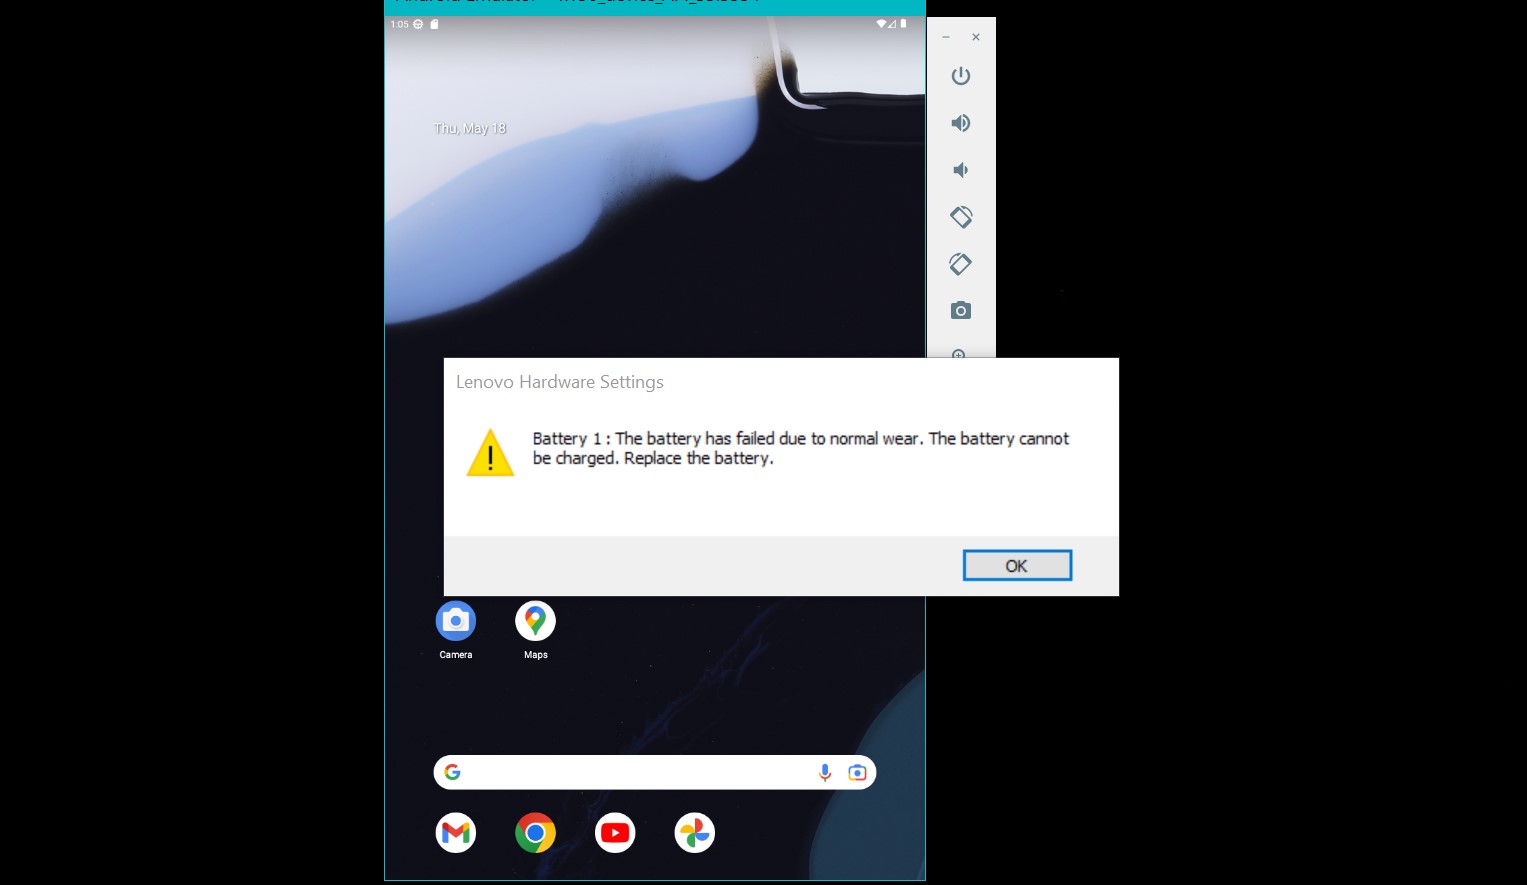 1:05
Thu, May 18
Lenovo Hardware Settings
Battery 1 : The battery has failed due to normal wear. The battery cannot
be charged. Replace the battery.
OK
Camera
Maps